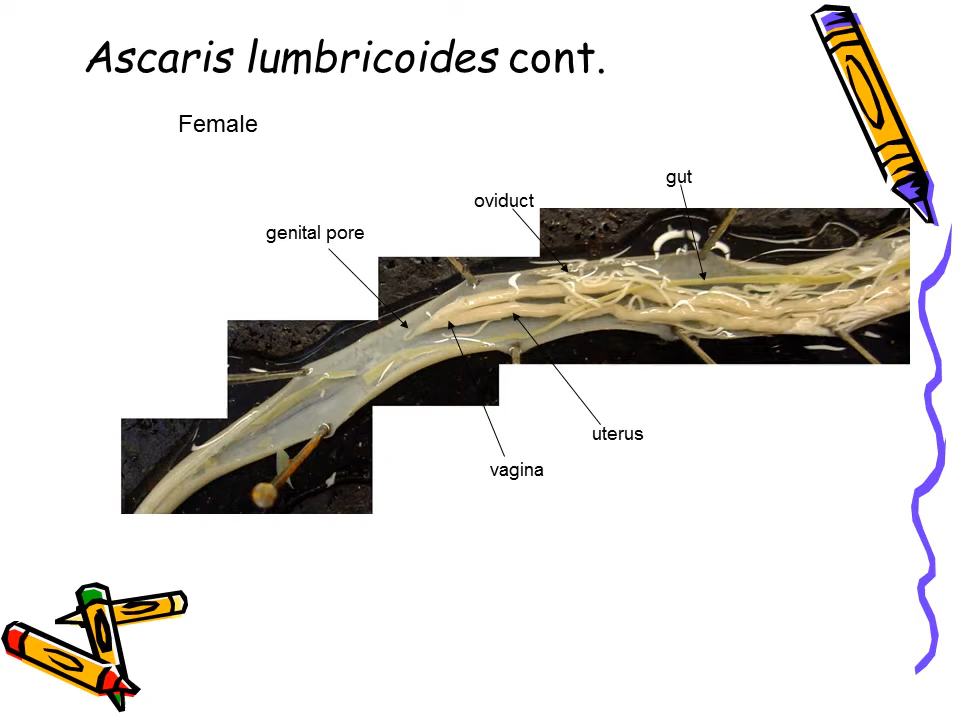 Ascaris lumbricoides cont.
Female
gut
oviduct
genital pore
uterus
vagina